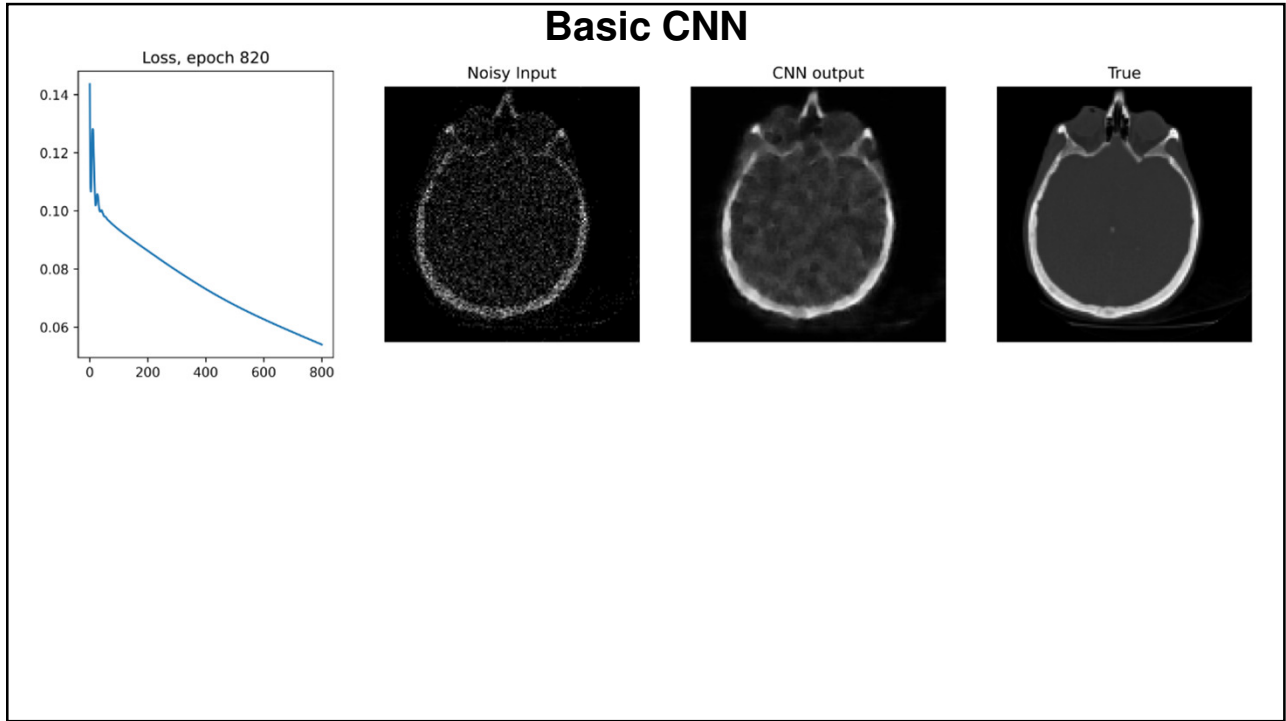 Basic CNN
Loss, epoch 820
0.14
0.12
0.10
0.08
0.06
0 200 400 600 800
Noisy Input
CNN output
True